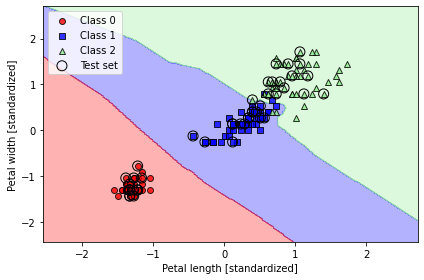 Class 0
Class 1
Class 2
Test set
Petal width [standardized]
2
1
0
−1
−2
−2 −1 0 1 2
Petal length [standardized]